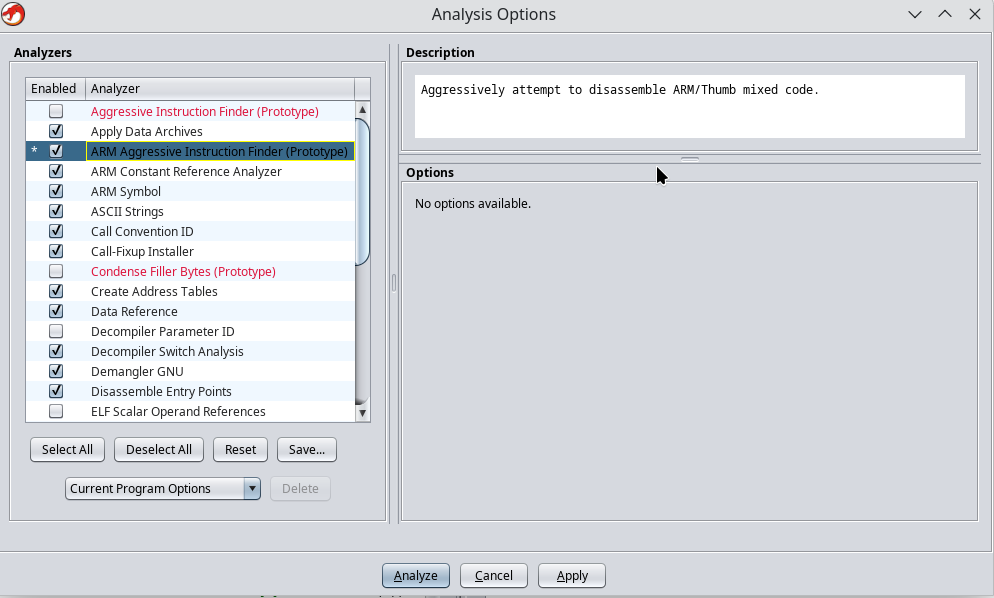 Analysis Options
Analyzers
Enabled Analyzer
Aggressive Instruction Finder (Prototype)
Apply Data Archives
* ARM Aggressive Instruction Finder (Prototype)
ARM Constant Reference Analyzer
ARM Symbol
ASCII Strings
Call Convention ID
Call-Fixup Installer
Condense Filler Bytes (Prototype)
Create Address Tables
Data Reference
Decompiler Parameter ID
Decompiler Switch Analysis
Demangler GNU
Disassemble Entry Points
ELF Scalar Operand References
Select All Deselect All Reset Save...
Current Program Options Delete
Description
Aggressively attempt to disassemble ARM/Thumb mixed code.
Options
No options available.
Analyze Cancel Apply